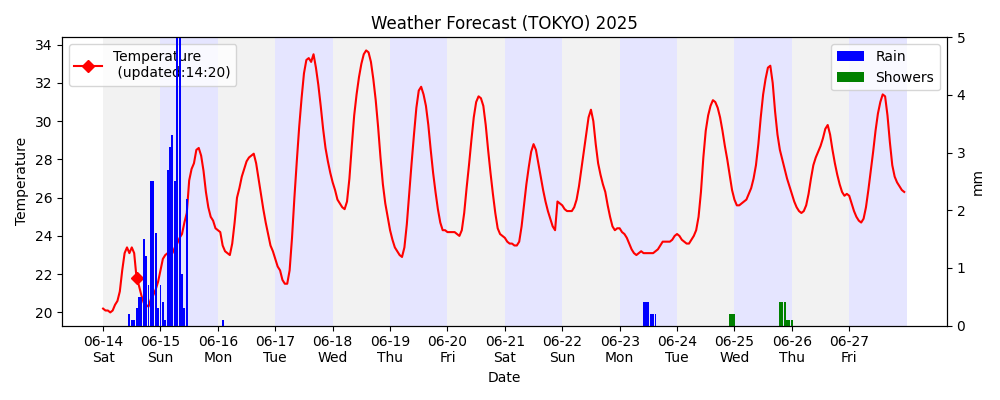 Weather Forecast (TOKYO) 2025
Temperature
(updated:14:20)
Rain
Showers
Temperature
34
32
30
28
26
24
22
20
5
4
3
2
1
0
mm
06-14 06-15 06-16 06-17 06-18 06-19 06-20 06-21 06-22 06-23 06-24 06-25 06-26 06-27
Sat Sun Mon Tue Wed Thu Fri Sat Sun Mon Tue Wed Thu Fri
Date